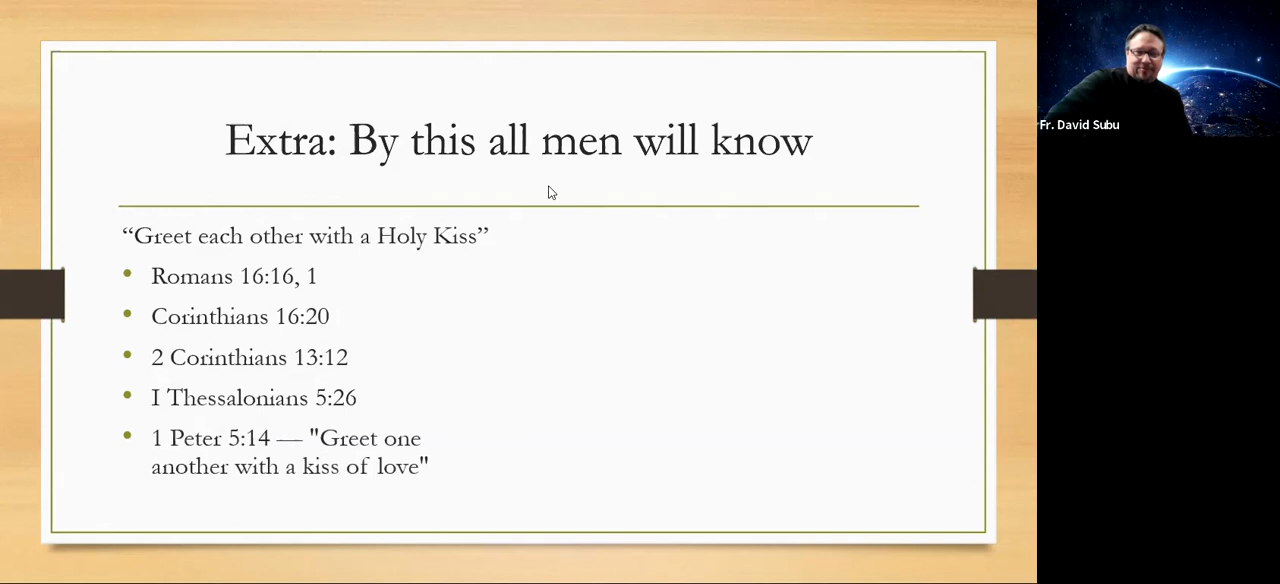 Extra: By this all men will know
“Greet each other with a Holy Kiss”
• Romans 16:16, 1
• Corinthians 16:20
• 2 Corinthians 13:12
• I Thessalonians 5:26
• 1 Peter 5:14 — "Greet one
another with a kiss of love"
Fr. David Subu